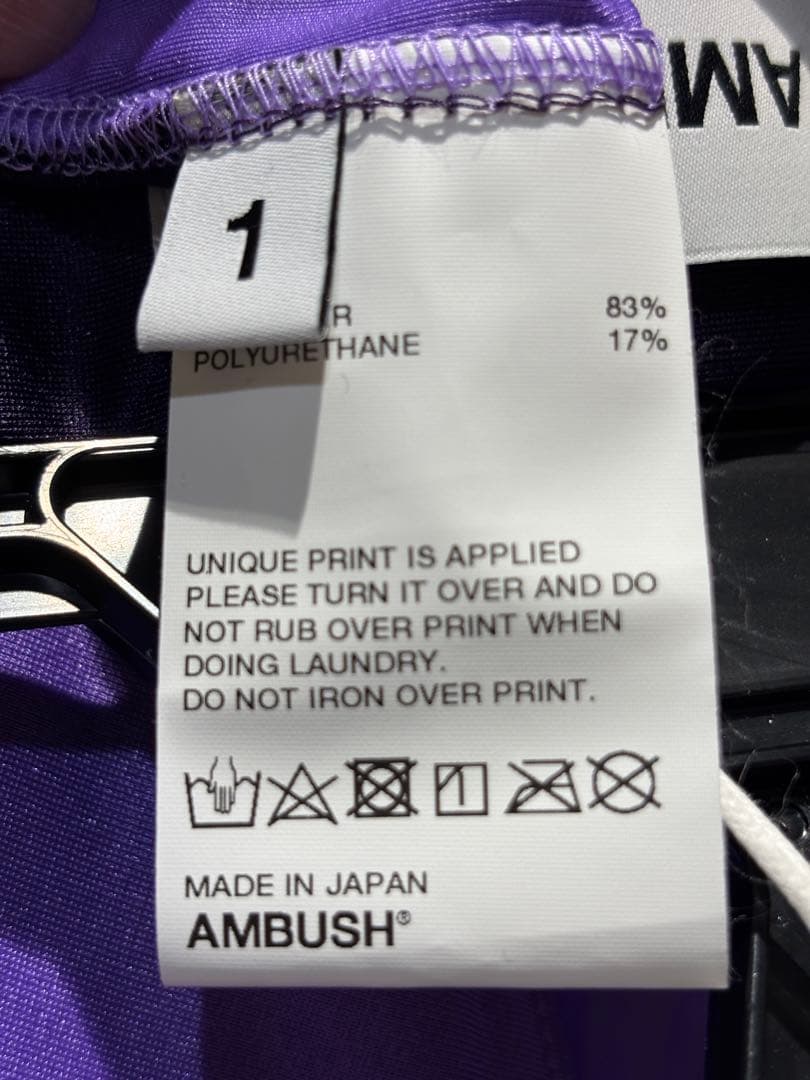 AM
1
R 83%
POLYURETHANE 17%
UNIQUE PRINT IS APPLIED
PLEASE TURN IT OVER AND DO
NOT RUB OVER PRINT WHEN
DOING LAUNDRY.
DO NOT IRON OVER PRINT.
MADE IN JAPAN
AMBUSH®